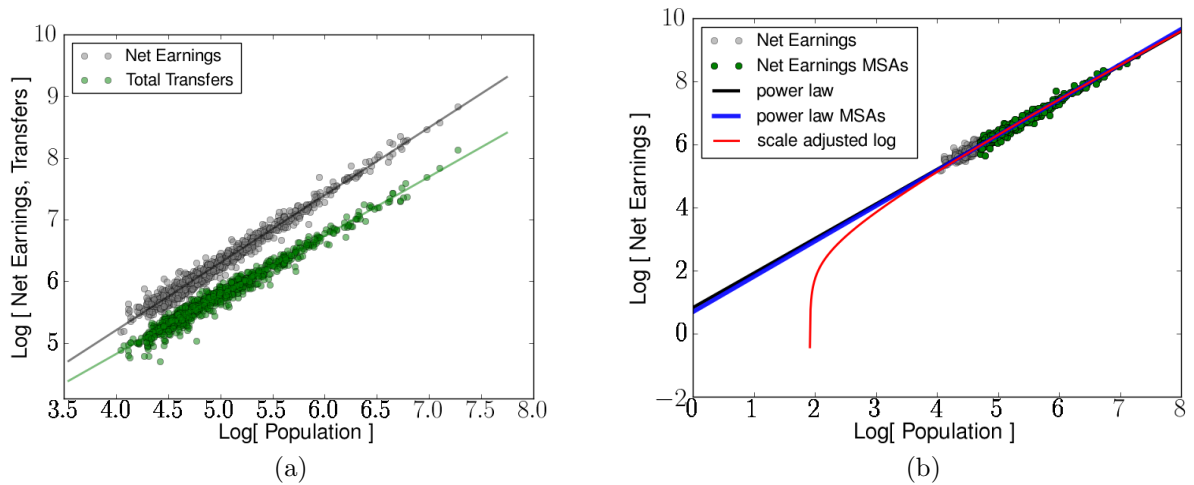 10
Net Earnings
Total Transfers
9
8
7
6
5
Log [ Net Earnings, Transfers ]
3.5 4.0 4.5 5.0 5.5 6.0 6.5 7.0 7.5 8.0
Log[ Population ]
(a)
10
Net Earnings
Net Earnings MSAs
power law
power law MSAs
scale adjusted log
8
6
4
2
0
−2
Log [ Net Earnings ]
0 1 2 3 4 5 6 7 8
Log[ Population ]
(b)